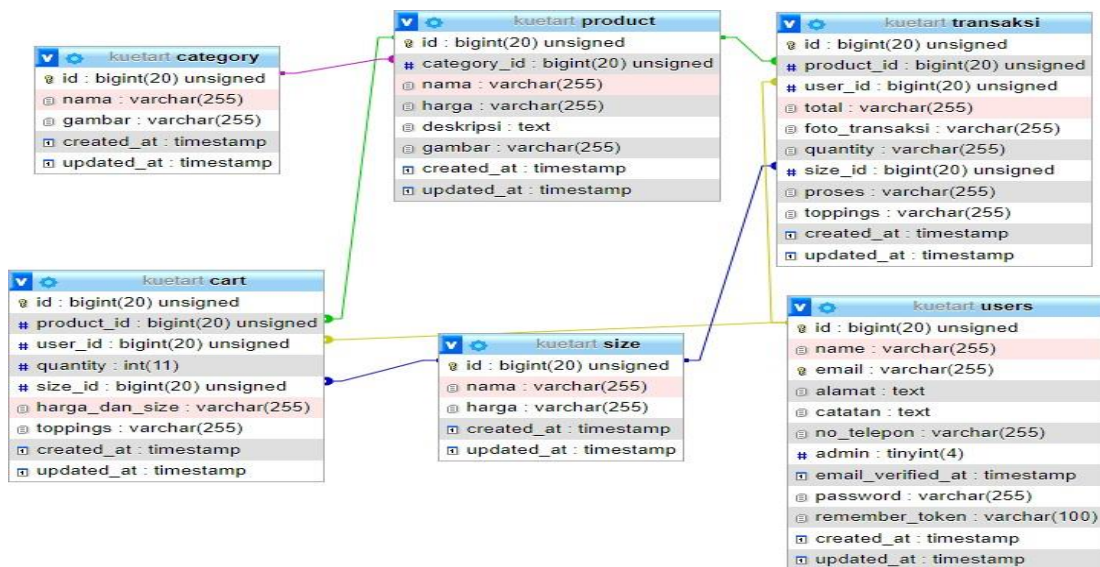 kuetart category
id : bigint(20) unsigned
nama : varchar(255)
gambar : varchar(255)
created_at : timestamp
updated_at : timestamp
kuetart product
id : bigint(20) unsigned
category_id : bigint(20) unsigned
nama : varchar(255)
harga : varchar(255)
deskripsi : text
gambar : varchar(255)
created_at : timestamp
updated_at : timestamp
kuetart transaksi
id : bigint(20) unsigned
product_id : bigint(20) unsigned
user_id : bigint(20) unsigned
total : varchar(255)
foto_transaksi : varchar(255)
quantity : varchar(255)
size_id : bigint(20) unsigned
proses : varchar(255)
toppings : varchar(255)
created_at : timestamp
updated_at : timestamp
kuetart cart
id : bigint(20) unsigned
product_id : bigint(20) unsigned
user_id : bigint(20) unsigned
quantity : int(11)
size_id : bigint(20) unsigned
harga_dan_size : varchar(255)
toppings : varchar(255)
created_at : timestamp
updated_at : timestamp
kuetart size
id : bigint(20) unsigned
nama : varchar(255)
harga : varchar(255)
created_at : timestamp
updated_at : timestamp
kuetart users
id : bigint(20) unsigned
name : varchar(255)
email : varchar(255)
alamat : text
catatan : text
no_telepon : varchar(255)
admin : tinyint(4)
email_verified_at : timestamp
password : varchar(255)
remember_token : varchar(100)
created_at : timestamp
updated_at : timestamp